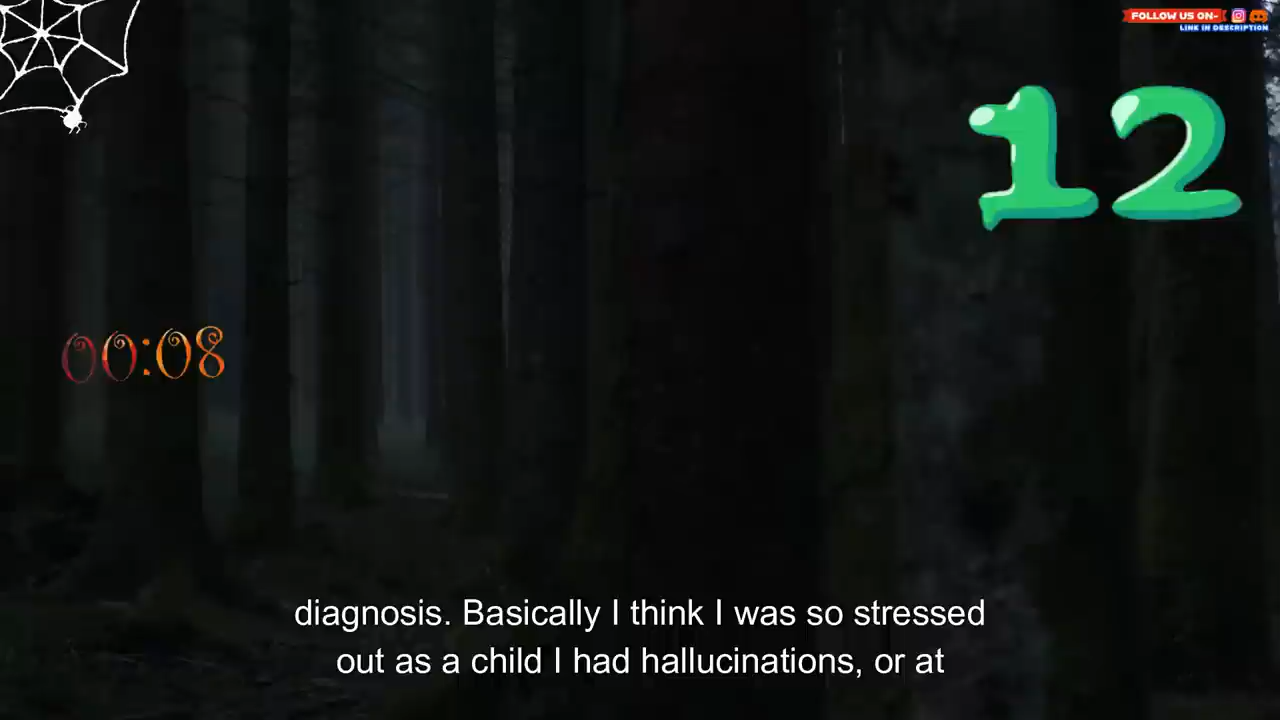 FOLLOW US ON-
LINK IN DESCRIPTION
12
00:08
diagnosis. Basically I think I was so stressed
out as a child I had hallucinations, or at